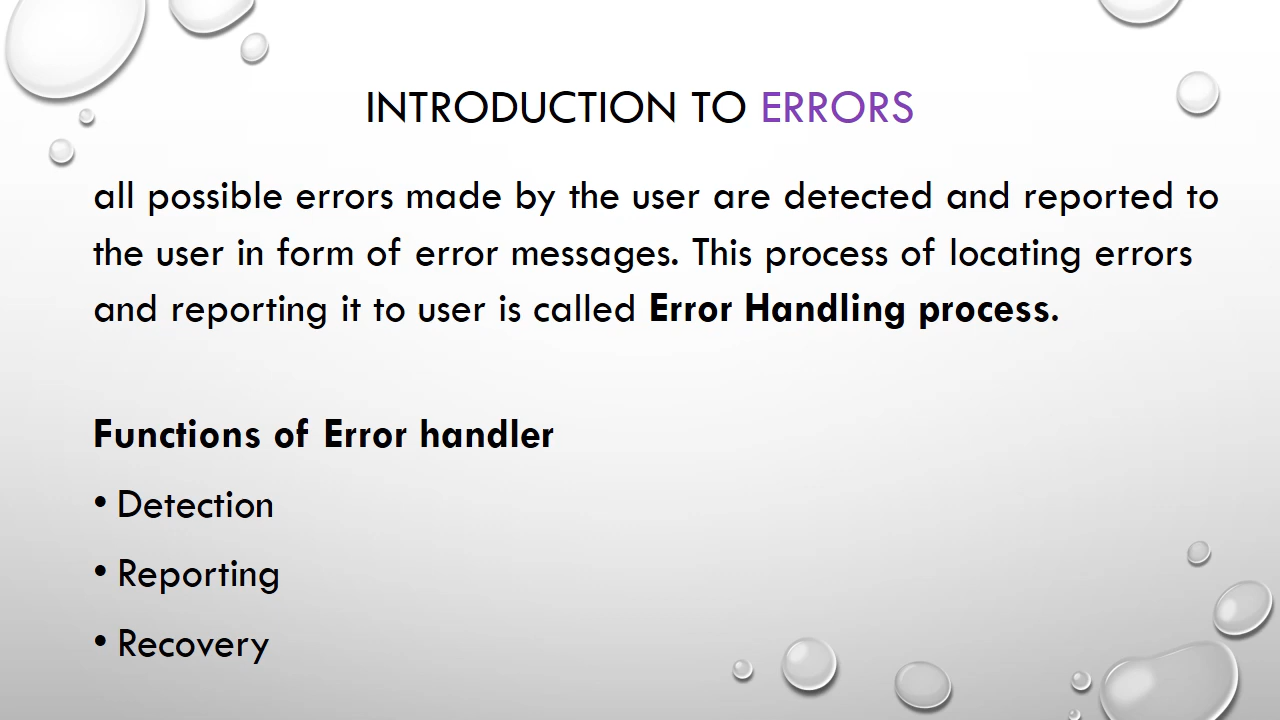 INTRODUCTION TO ERRORS
all possible errors made by the user are detected and reported to
the user in form of error messages. This process of locating errors
and reporting it to user is called Error Handling process.
Functions of Error handler
• Detection
• Reporting
• Recovery